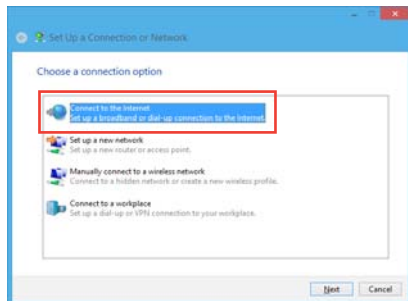 Set Up a Connection or Network
Choose a connection option
Connect to the Internet
Set up a broadband or dial-up connection to the Internet.
Set up a new network
Set up a new router or access point.
Manually connect to a wireless network
Connect to a hidden network or create a new wireless profile.
Connect to a workplace
Set up a dial-up or VPN connection to your workplace.
Next Cancel